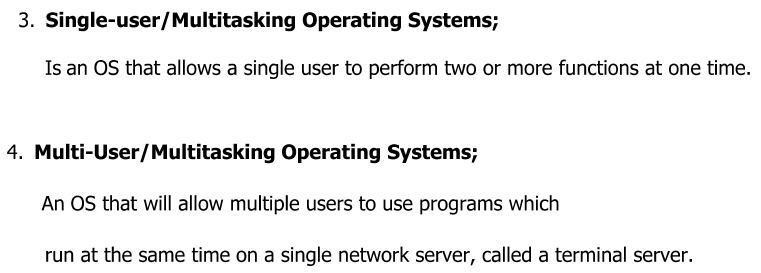 3. Single-user/Multitasking Operating Systems;
Is an OS that allows a single user to perform two or more functions at one time.
4. Multi-User/Multitasking Operating Systems;
An OS that will allow multiple users to use programs which
run at the same time on a single network server, called a terminal server.